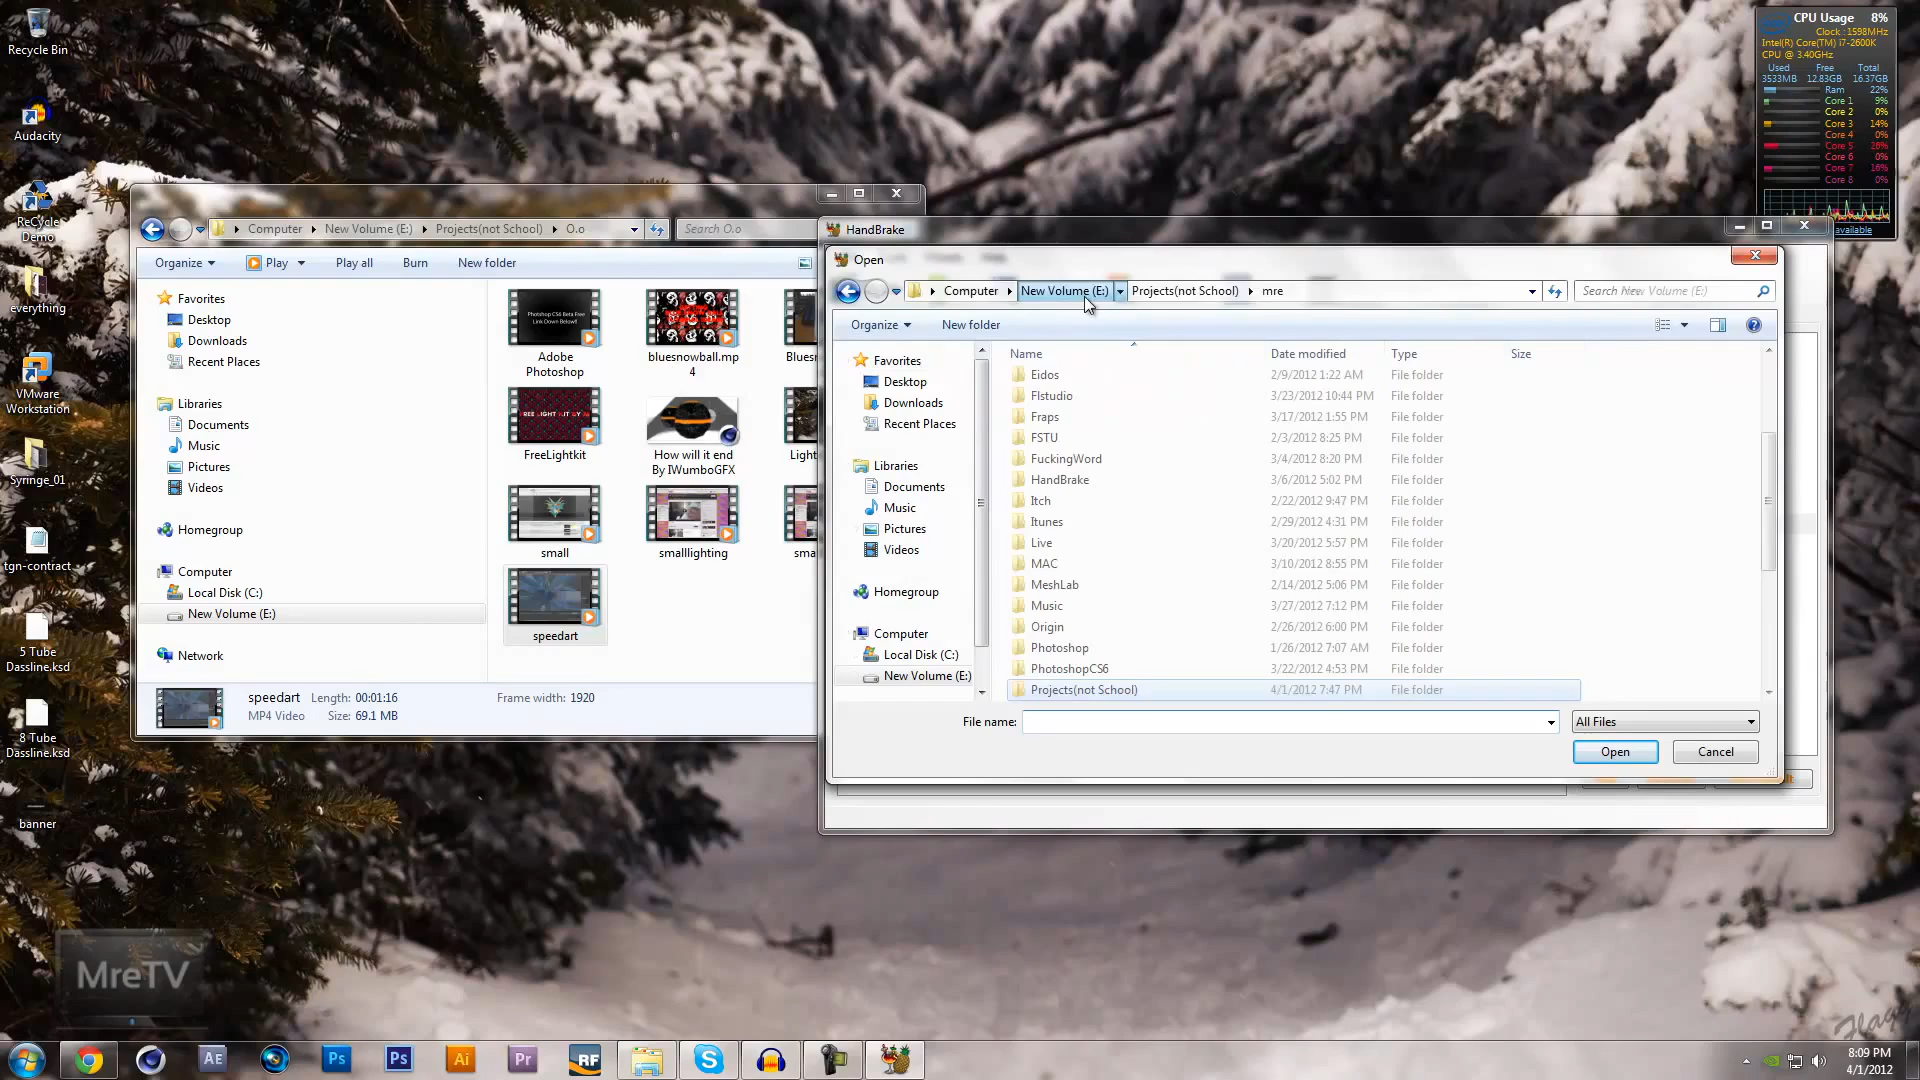 Recycle Bin
Audacity
ReCycle
Demo
everything
VMware
Workstation
Syringe_01
tgn-contract
5 Tube
Dassline.ksd
8 Tube
Dassline.ksd
banner
MreTV
CPU Usage 8%
Clock : 1598MHz
Intel(R) Core(TM) i7-2600K
CPU @ 3.40GHz
Used Free Total
3533MB 12.83GB 16.37GB
Ram 22%
Core 1 9%
Core 2 0%
Core 3 14%
Core 4 0%
Core 5 26%
Core 6 0%
Core 7 16%
Core 8 0%
available
Computer New Volume (E:) Projects(not School) O.o
Search O.o
Organize Play Play all Burn New folder
Favorites
Desktop
Downloads
Recent Places
Libraries
Documents
Music
Pictures
Videos
Homegroup
Computer
Local Disk (C:)
New Volume (E:)
Network
Photoshop CS6 Beta Free
Link Down Below!!
Adobe
Photoshop
bluesnowball.mp
4
Blues
FreeLightkit
How will it end
By IWumboGFX
Light
small
smalllighting
sma
speedart
speedart Length: 00:01:16 Frame width: 1920
MP4 Video Size: 69.1 MB
HandBrake
Open
Computer New Volume (E:) Projects(not School) mre
Search New Volume (E:)
Organize New folder
Favorites
Desktop
Downloads
Recent Places
Libraries
Documents
Music
Pictures
Videos
Homegroup
Computer
Local Disk (C:)
New Volume (E:)
Name Date modified Type Size
Eidos 2/9/2012 1:22 AM File folder
Flstudio 3/23/2012 10:44 PM File folder
Fraps 3/17/2012 1:55 PM File folder
FSTU 2/3/2012 8:25 PM File folder
FuckingWord 3/4/2012 8:20 PM File folder
HandBrake 3/6/2012 5:02 PM File folder
Itch 2/22/2012 9:47 PM File folder
Itunes 2/29/2012 4:31 PM File folder
Live 3/20/2012 5:57 PM File folder
MAC 3/10/2012 8:55 PM File folder
MeshLab 2/14/2012 5:06 PM File folder
Music 3/27/2012 7:12 PM File folder
Origin 2/26/2012 6:00 PM File folder
Photoshop 1/26/2012 7:07 AM File folder
PhotoshopCS6 3/22/2012 4:53 PM File folder
Projects(not School) 4/1/2012 7:47 PM File folder
File name:
All Files
Open
Cancel
AE
Ps
Ps
Ai
Pr
RF
8:09 PM
4/1/2012